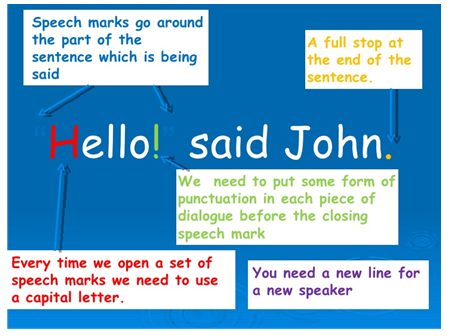 Speech marks go around
the part of the
sentence which is being
said
A full stop at
the end of the
sentence.
“Hello!” said John.
We need to put some form of
punctuation in each piece of
dialogue before the closing
speech mark
Every time we open a set of
speech marks we need to use
a capital letter.
You need a new line for
a new speaker